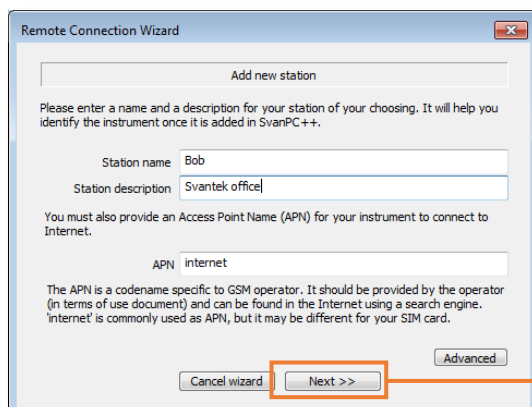 Remote Connection Wizard
Add new station
Please enter a name and a description for your station of your choosing. It will help you
identify the instrument once it is added in SvanPC++.
Station name Bob
Station description Svantek office
You must also provide an Access Point Name (APN) for your instrument to connect to
Internet.
APN internet
The APN is a codename specific to GSM operator. It should be provided by the operator
(in terms of use document) and can be found in the Internet using a search engine.
'internet' is commonly used as APN, but it may be different for your SIM card.
Advanced
Cancel wizard Next >>